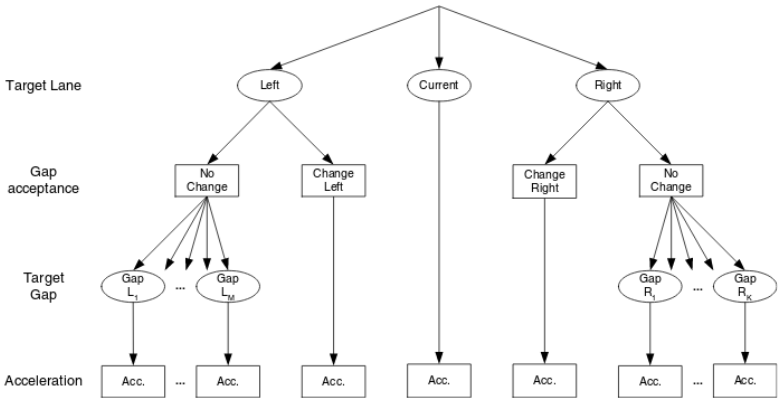 Target Lane
Left
Current
Right
Gap
acceptance
No
Change
Change
Left
Change
Right
No
Change
Target
Gap
Gap
L1
...
Gap
LM
Gap
R1
...
Gap
RK
Acceleration
Acc.
...
Acc.
Acc.
Acc.
Acc.
Acc.
...
Acc.